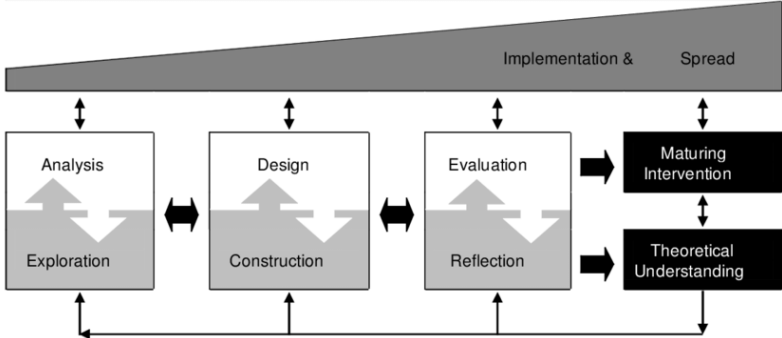 Implementation & Spread
Analysis
Design
Evaluation
Maturing
Intervention
Exploration
Construction
Reflection
Theoretical
Understanding